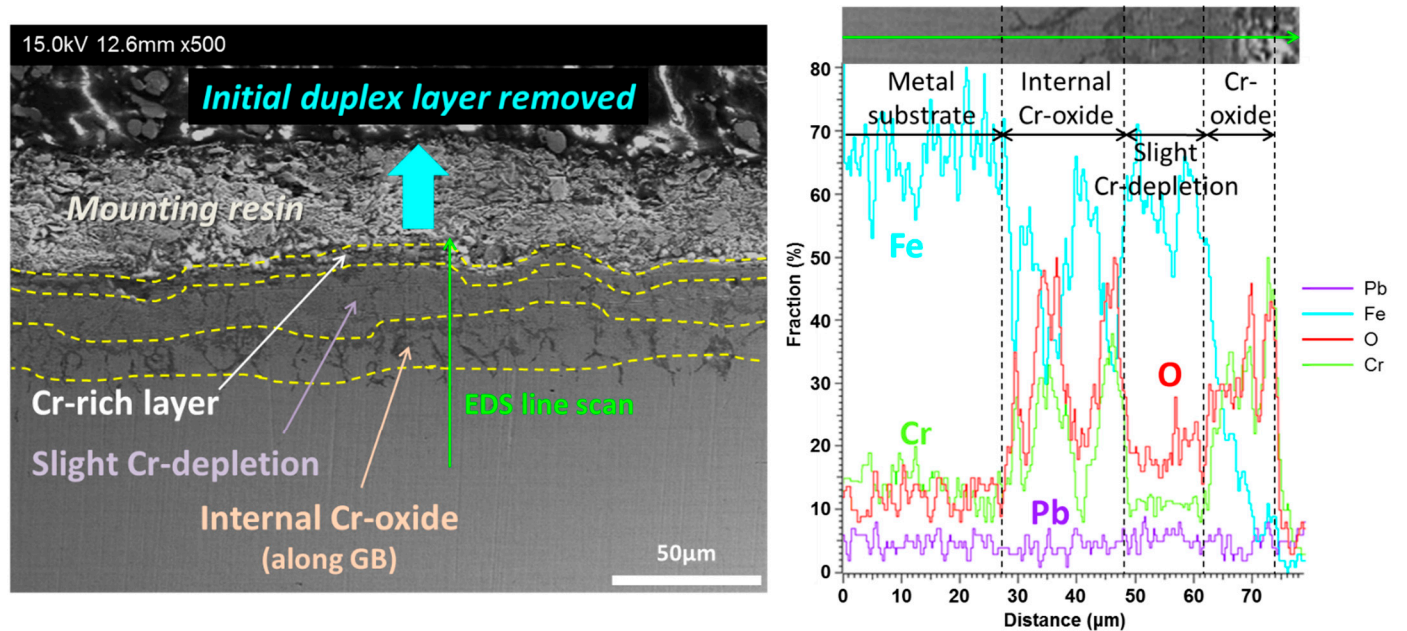 15.0kV 12.6mm x500
Initial duplex layer removed
Mounting resin
Cr-rich layer
EDS line scan
Slight Cr-depletion
Internal Cr-oxide
(along GB)
50μm
Metal
substrate
Internal
Cr-oxide
Cr-
oxide
Slight
Cr-depletion
Fe
O
Cr
Pb
Fraction (%)
80
70
60
50
40
30
20
10
0
0 10 20 30 40 50 60 70
Distance (μm)
Pb
Fe
O
Cr